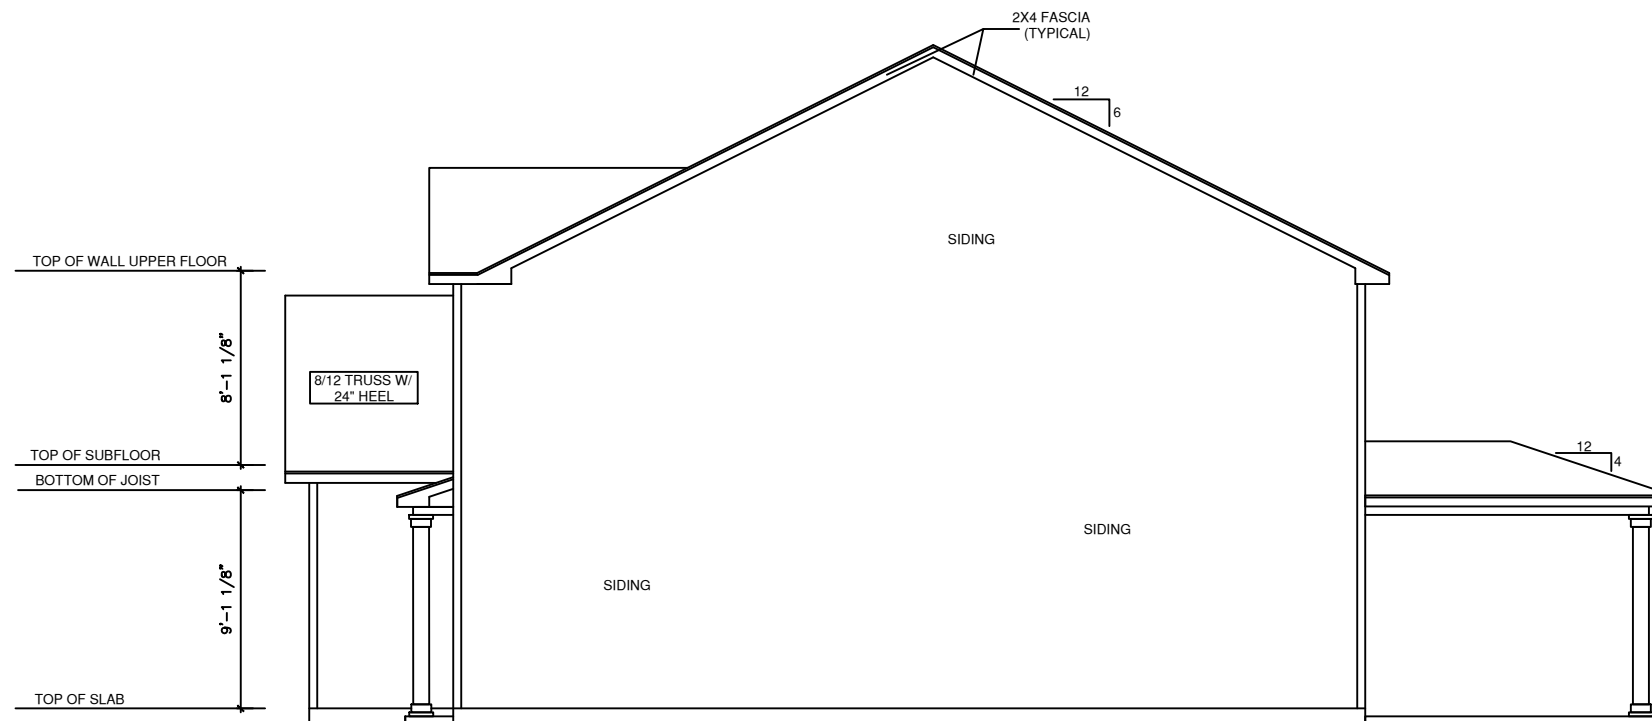 2X4 FASCIA
(TYPICAL)
12
6
SIDING
TOP OF WALL UPPER FLOOR
8'-1 1/8"
8/12 TRUSS W/
24" HEEL
TOP OF SUBFLOOR
12
4
BOTTOM OF JOIST
SIDING
SIDING
9'-1 1/8"
TOP OF SLAB